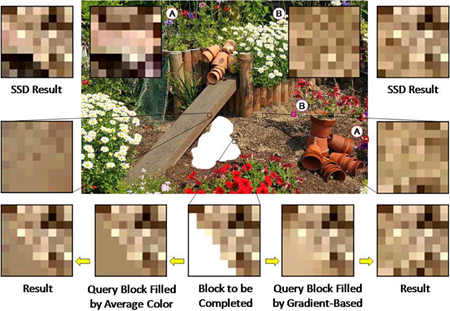 A
B
SSD Result
SSD Result
B
A
Result
Query Block Filled
by Average Color
Block to be
Completed
Query Block Filled
by Gradient-Based
Result